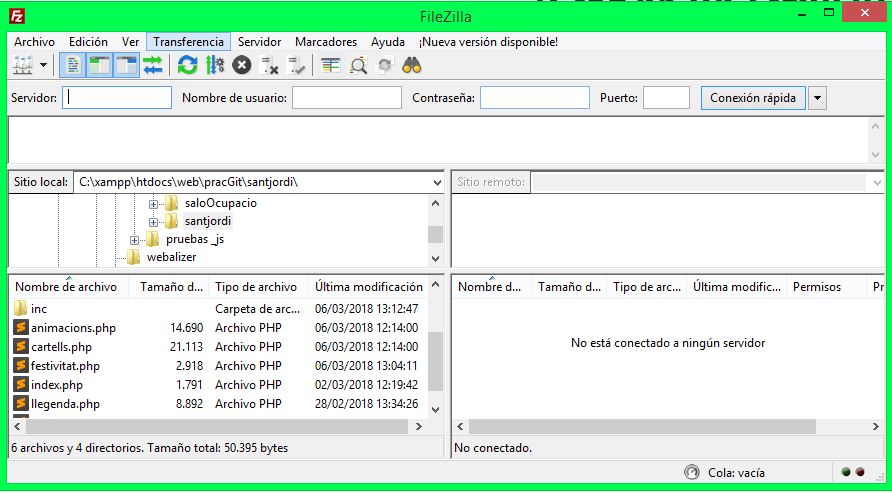 FileZilla
Archivo Edición Ver Transferencia Servidor Marcadores Ayuda ¡Nueva versión disponible!
Servidor: Nombre de usuario: Contraseña: Puerto: Conexión rápida
Sitio local: C:\xampp\htdocs\web\pracGit\santjordi\
Sitio remoto:
saloOcupacio
santjordi
pruebas _js
webalizer
Nombre de archivo Tamaño d... Tipo de archivo Última modificación
inc Carpeta de arc... 06/03/2018 13:12:47
animacions.php 14.690 Archivo PHP 06/03/2018 12:14:00
cartells.php 21.113 Archivo PHP 06/03/2018 12:14:00
festivitat.php 2.918 Archivo PHP 06/03/2018 13:04:11
index.php 1.791 Archivo PHP 02/03/2018 12:19:42
llegenda.php 8.892 Archivo PHP 28/02/2018 13:34:26
6 archivos y 4 directorios. Tamaño total: 50.395 bytes
Nombre d... Tamaño d... Tipo de arc... Última modific... Permisos Pr
No está conectado a ningún servidor
No conectado.
Cola: vacía